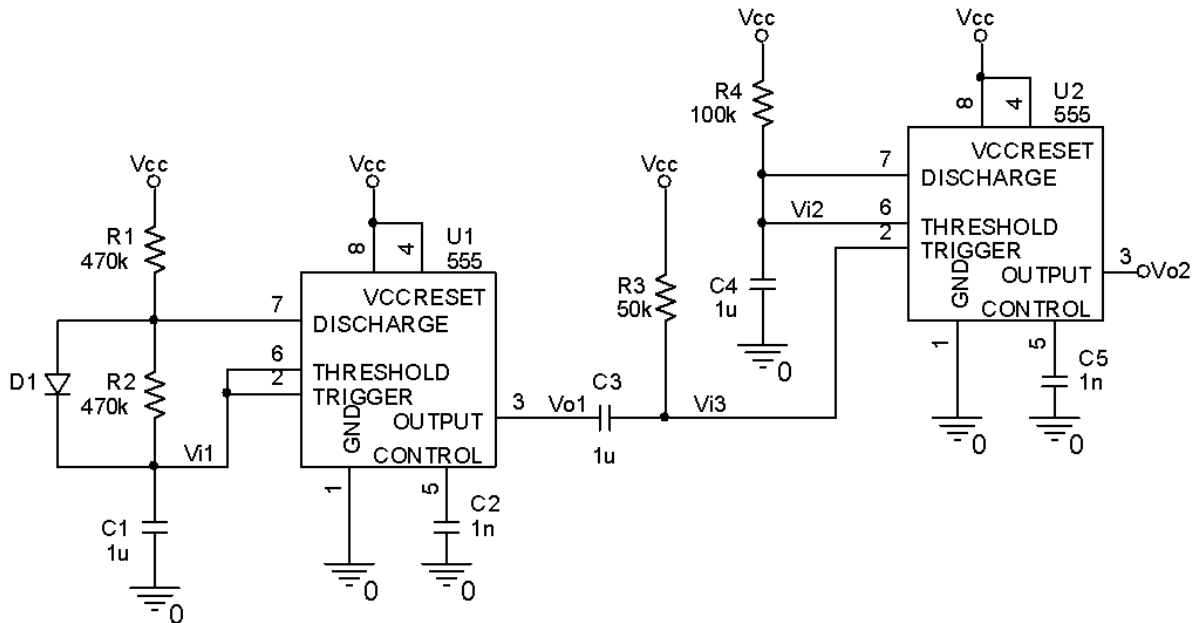 Vcc
Vcc
R4
100k
U2
555
8
4
VCCRESET
7
DISCHARGE
Vi2
6
THRESHOLD
2
TRIGGER
GND
OUTPUT
3
Vo2
CONTROL
1
5
C4
1u
0
C5
1n
0
0
Vcc
Vcc
Vcc
R1
470k
U1
555
8
4
VCCRESET
7
DISCHARGE
6
THRESHOLD
2
TRIGGER
GND
OUTPUT
3
CONTROL
1
5
D1
R2
470k
Vi1
C1
1u
0
C2
1n
0
0
Vo1
C3
1u
R3
50k
Vi3